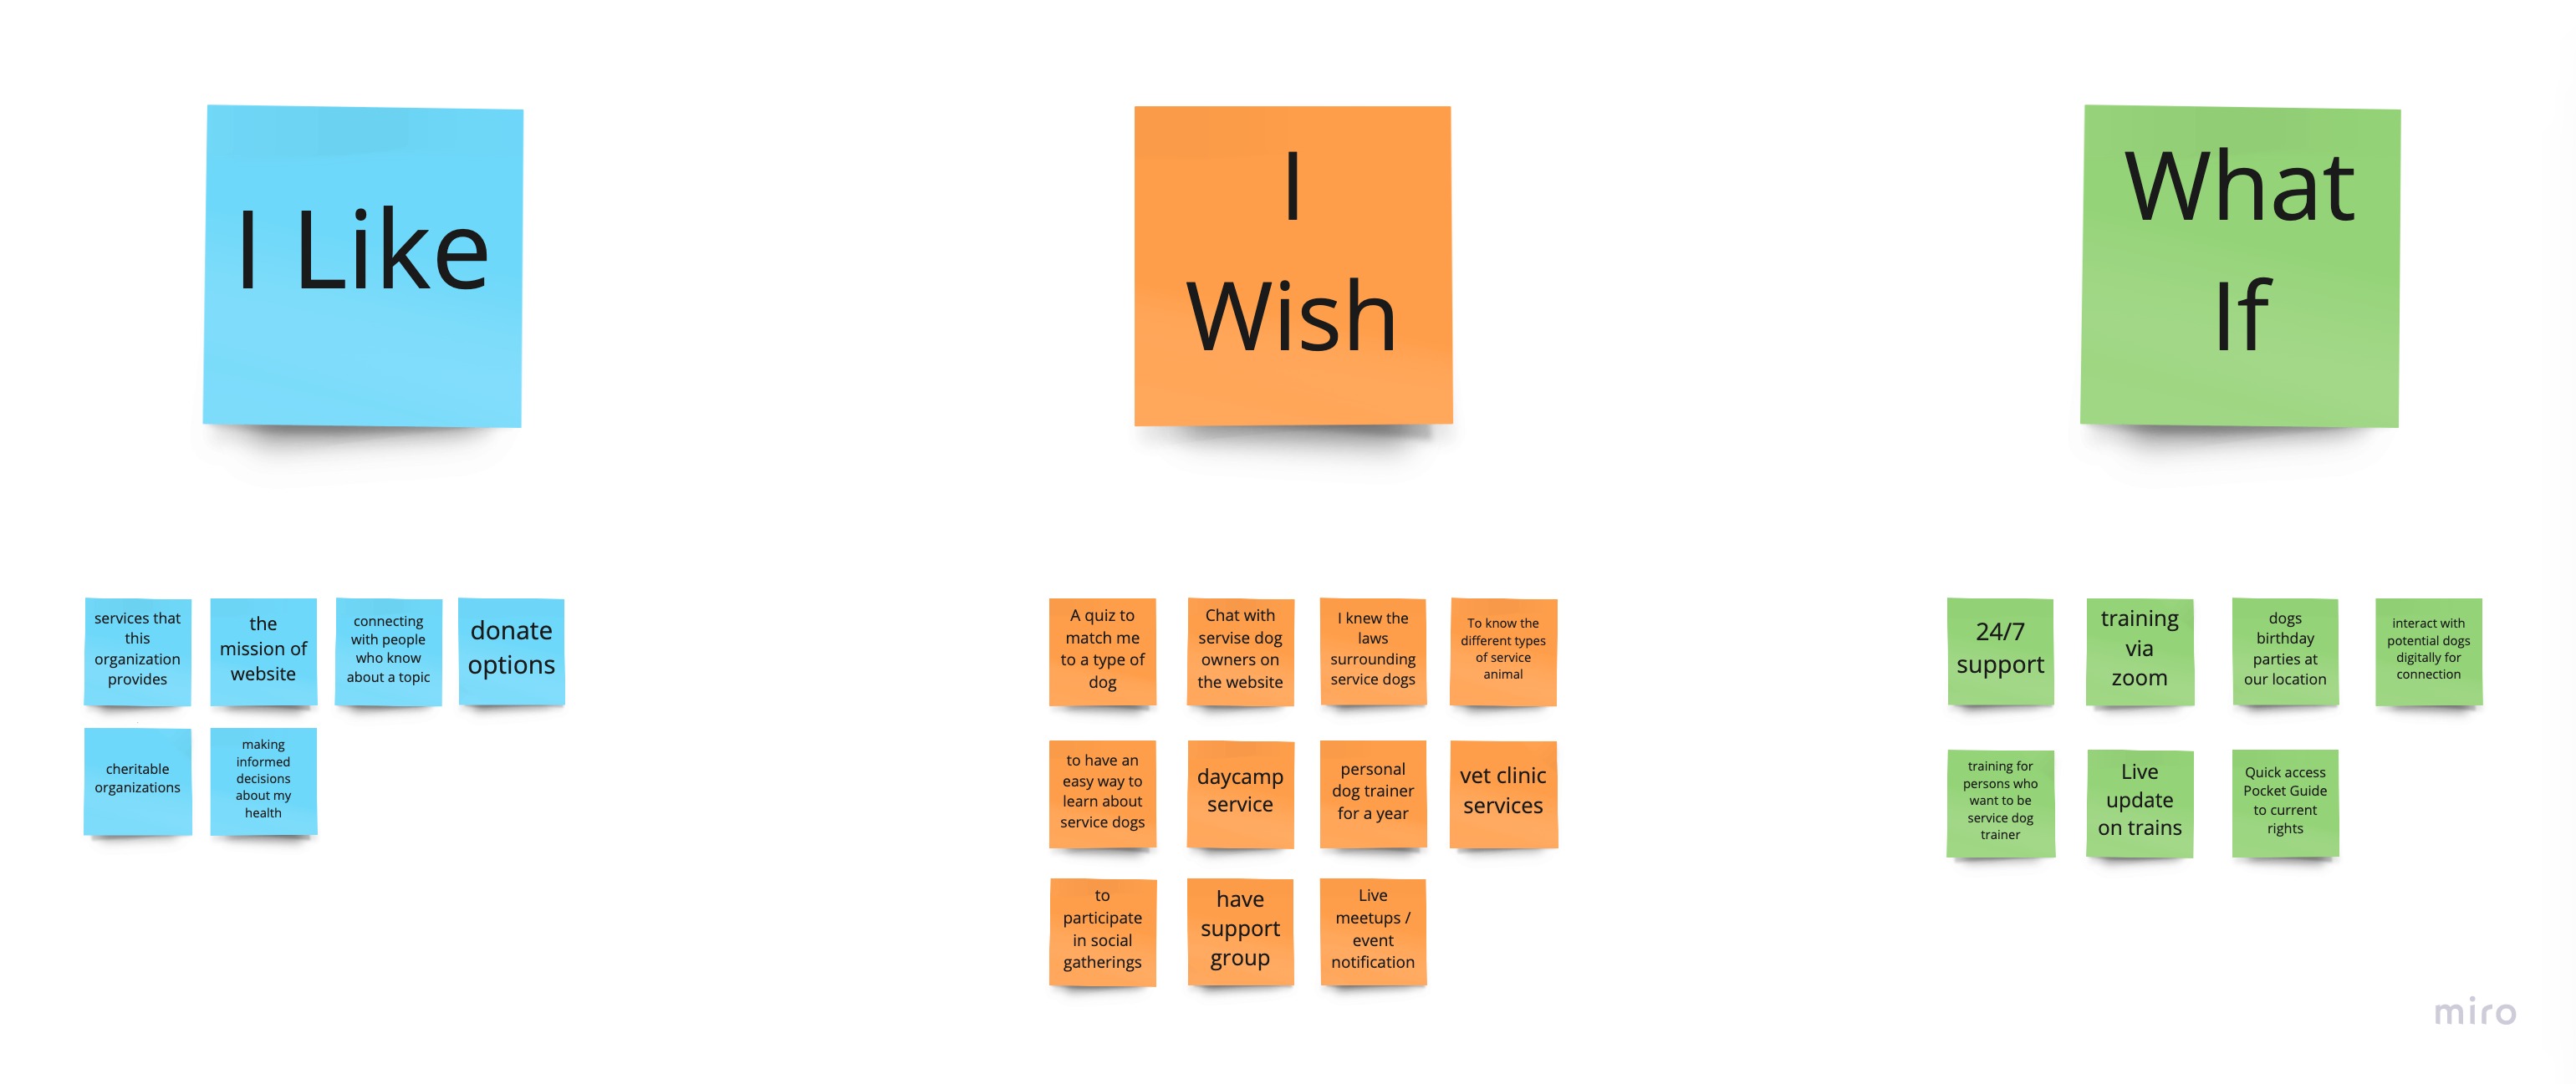 I Like
I
Wish
What
If
services that
this
organization
provides
the
mission of
website
connecting
with people
who know
about a topic
donate
options
cheritable
organizations
making
informed
decisions
about my
health
A quiz to
match me
to a type of
dog
Chat with
servise dog
owners on
the website
I knew the
laws
surrounding
service dogs
To know the
different types
of service
animal
to have an
easy way to
learn about
service dogs
daycamp
service
personal
dog trainer
for a year
vet clinic
services
to
participate
in social
gatherings
have
support
group
Live
meetups /
event
notification
24/7
support
training
via
zoom
dogs
birthday
parties at
our location
interact with
potential dogs
digitally for
connection
training for
persons who
want to be
service dog
trainer
Live
update
on trains
Quick access
Pocket Guide
to current
rights
miro